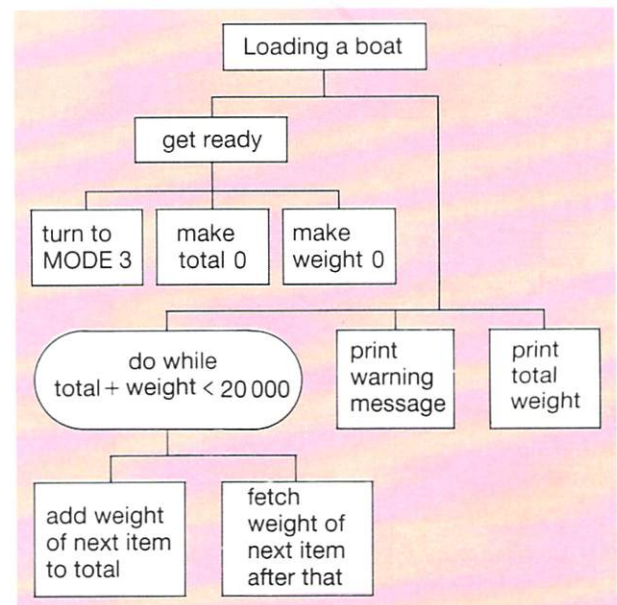 Loading a boat
get ready
turn to
MODE 3
make
total 0
make
weight 0
do while
total + weight < 20 000
print
warning
message
print
total
weight
add weight
of next item
to total
fetch
weight of
next item
after that